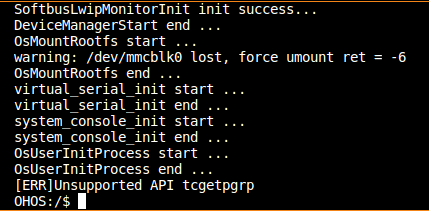 SoftbusLwipMonitorInit init success...
DeviceManagerStart end ...
OsMountRootfs start ...
warning: /dev/mmcblk0 lost, force umount ret = -6
OsMountRootfs end ...
virtual_serial_init start ...
virtual_serial_init end ...
system_console_init start ...
system_console_init end ...
OsUserInitProcess start ...
OsUserInitProcess end ...
[ERR]Unsupported API tcgetpgrp
OHOS:/$